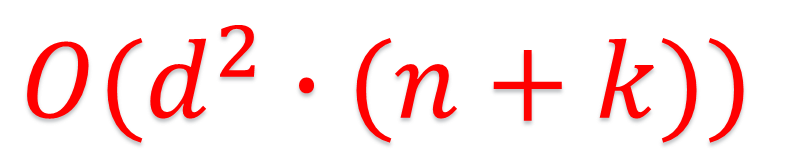 O(d² · (n + k))